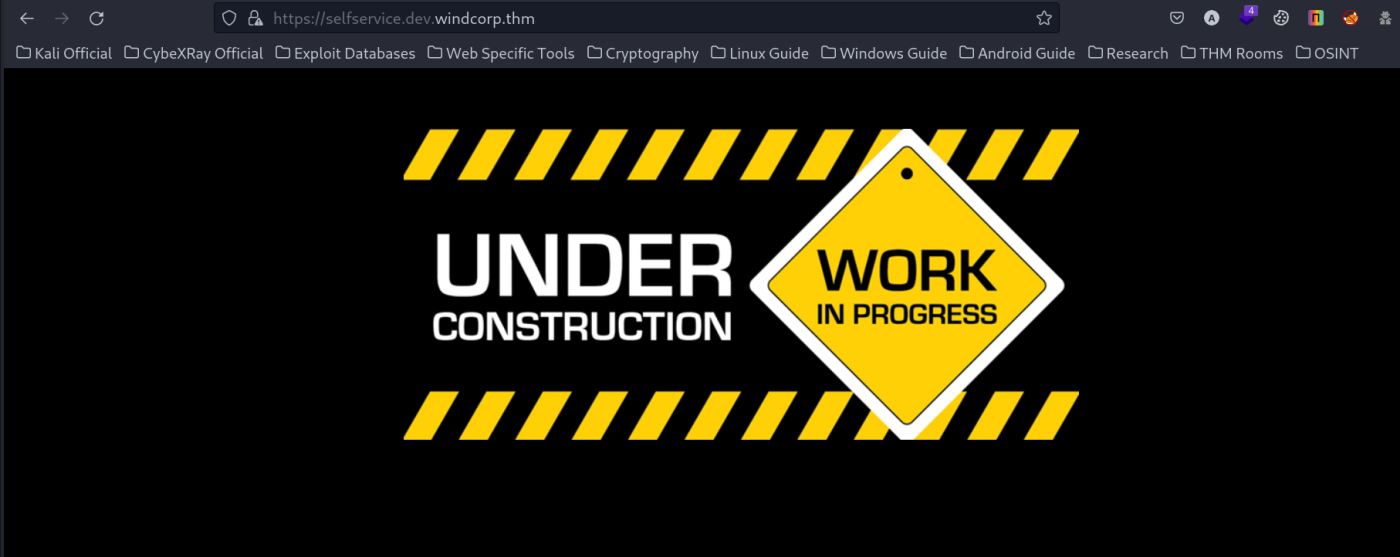 https://selfservice.dev.windcorp.thm
4
A
Kali Official CybeXRay Official Exploit Databases Web Specific Tools Cryptography Linux Guide Windows Guide Android Guide Research THM Rooms OSINT
UNDER
CONSTRUCTION
WORK
IN PROGRESS